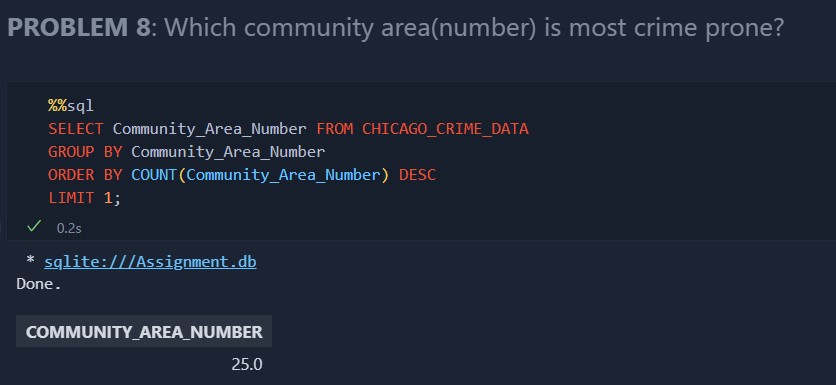 PROBLEM 8: Which community area(number) is most crime prone?
%%sql
SELECT Community_Area_Number FROM CHICAGO_CRIME_DATA
GROUP BY Community_Area_Number
ORDER BY COUNT(Community_Area_Number) DESC
LIMIT 1;
✓ 0.2s
* sqlite:///Assignment.db
Done.
COMMUNITY_AREA_NUMBER
25.0